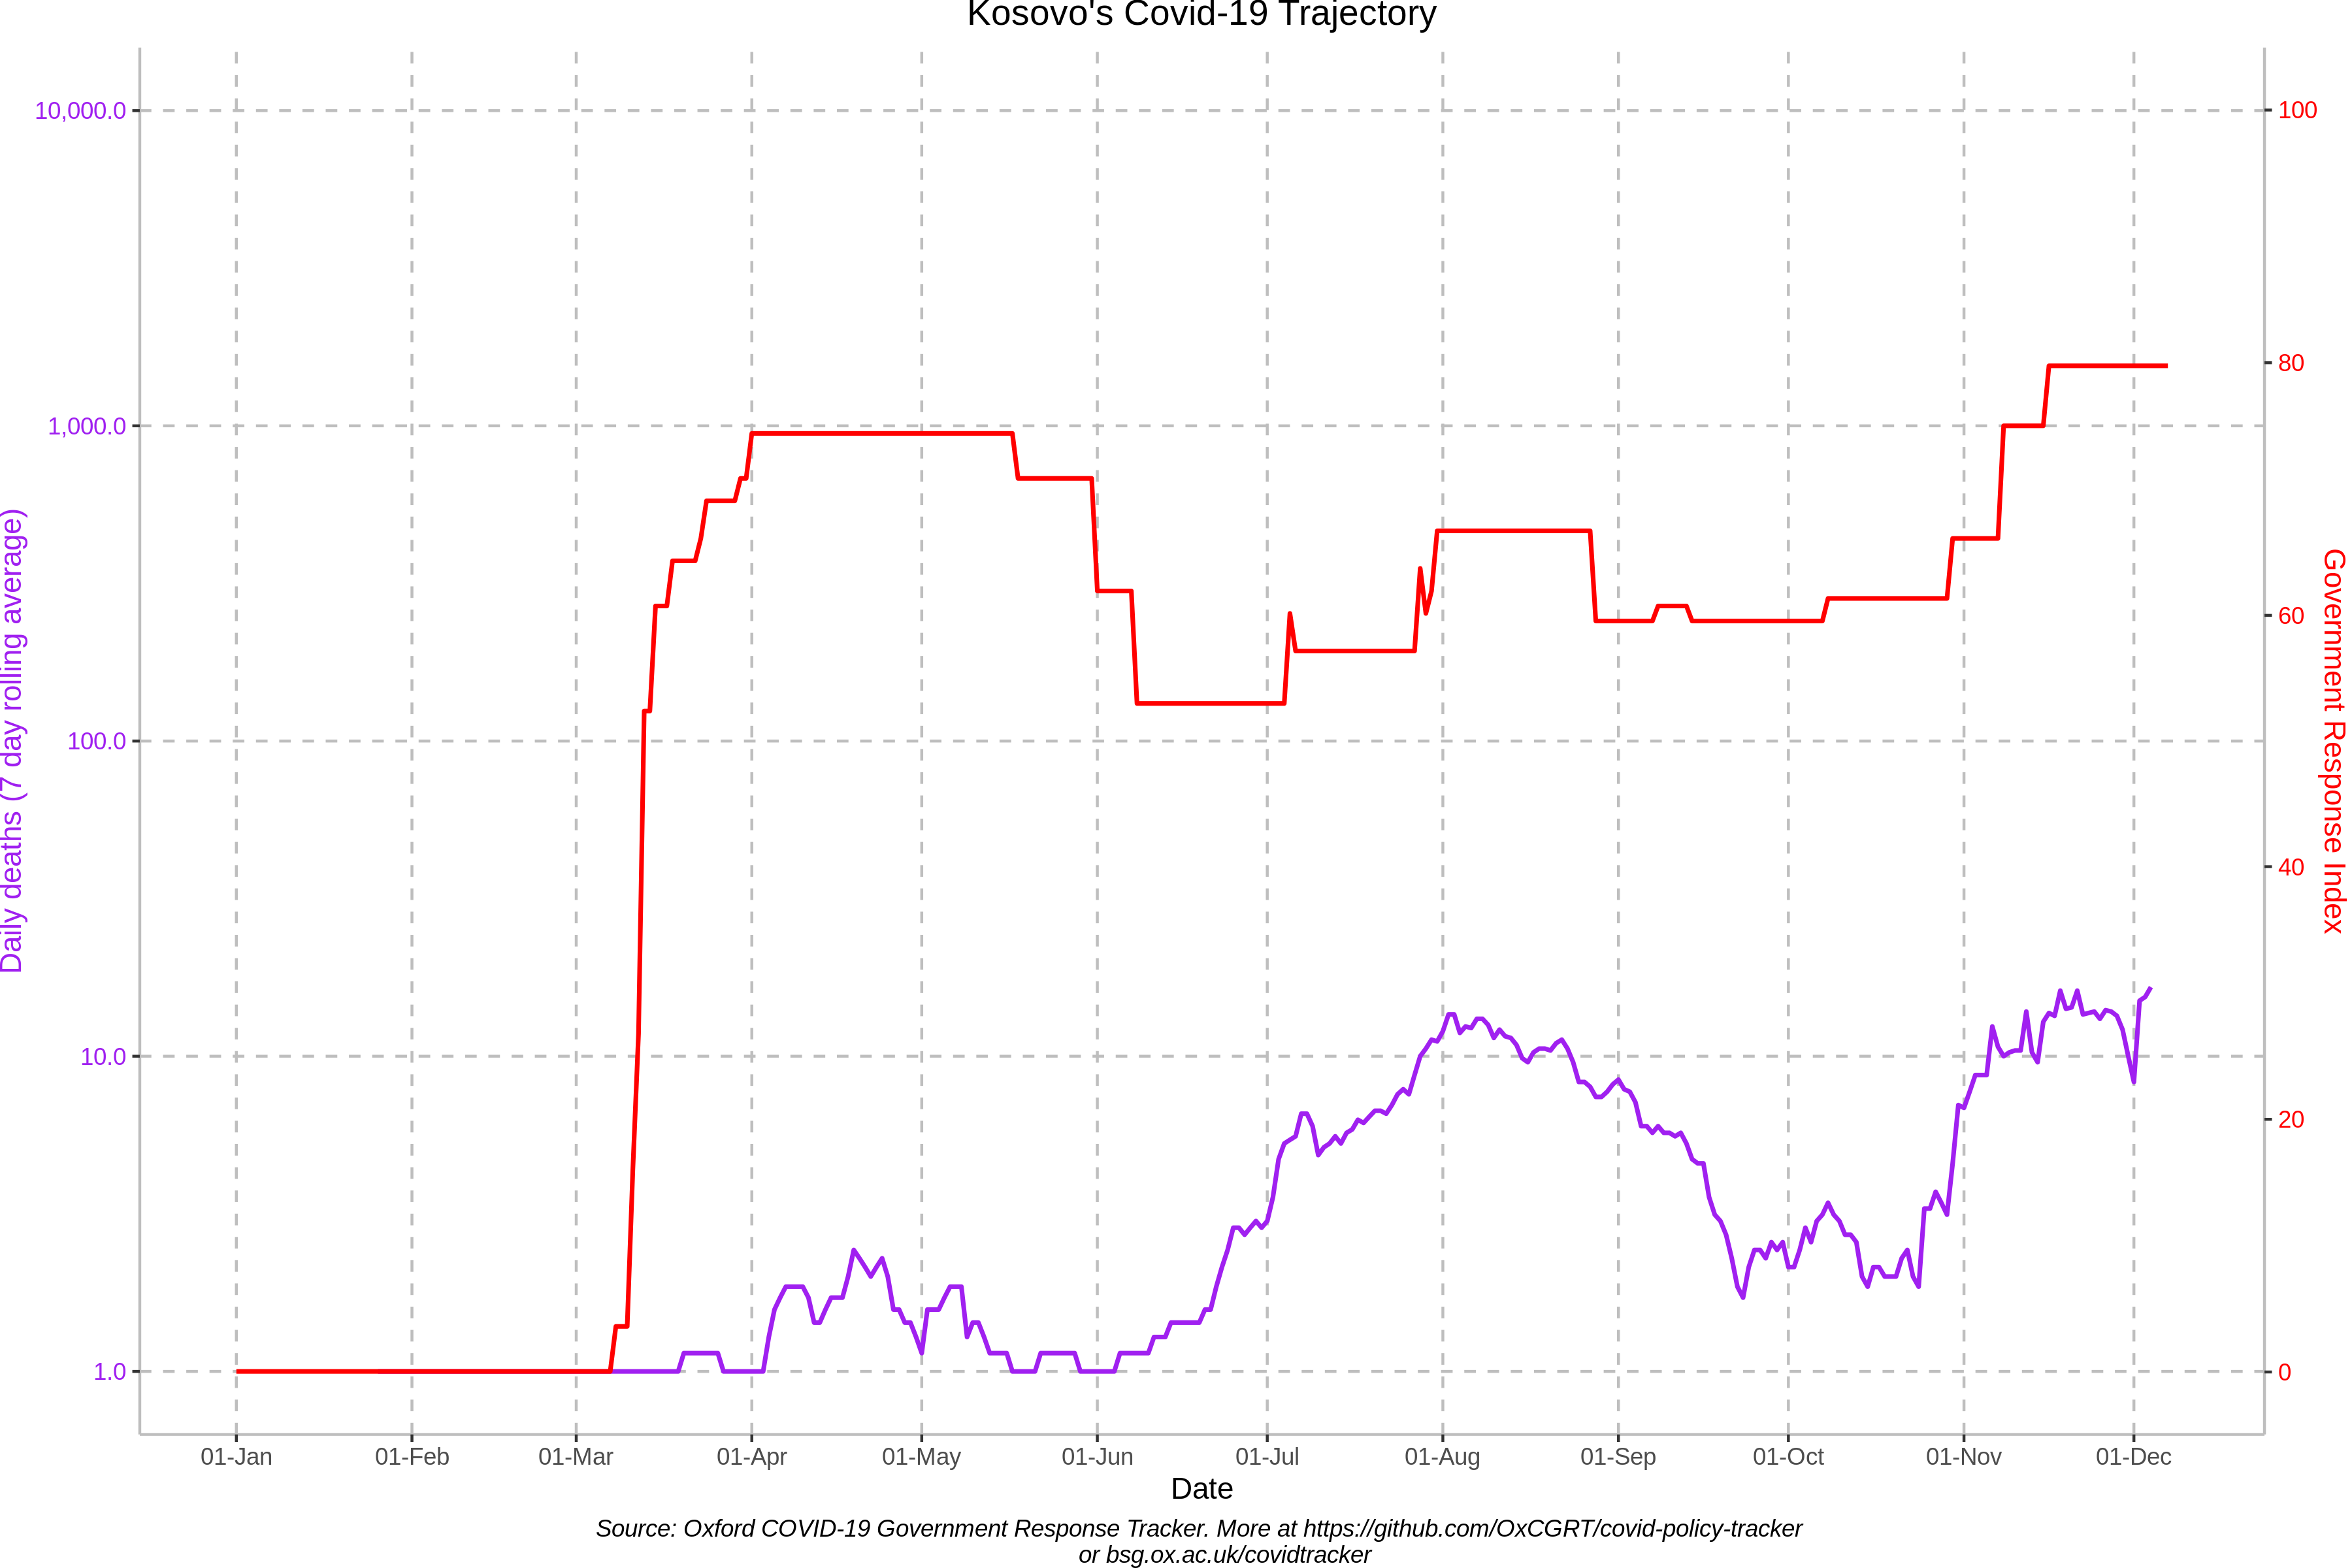 Kosovo's Covid-19 Trajectory
10,000.0
1,000.0
100.0
10.0
1.0
Daily deaths (7 day rolling average)
100
80
60
40
20
0
Government Response Index
01-Jan 01-Feb 01-Mar 01-Apr 01-May 01-Jun 01-Jul 01-Aug 01-Sep 01-Oct 01-Nov 01-Dec
Date
Source: Oxford COVID-19 Government Response Tracker. More at https://github.com/OxCGRT/covid-policy-tracker
or bsg.ox.ac.uk/covidtracker